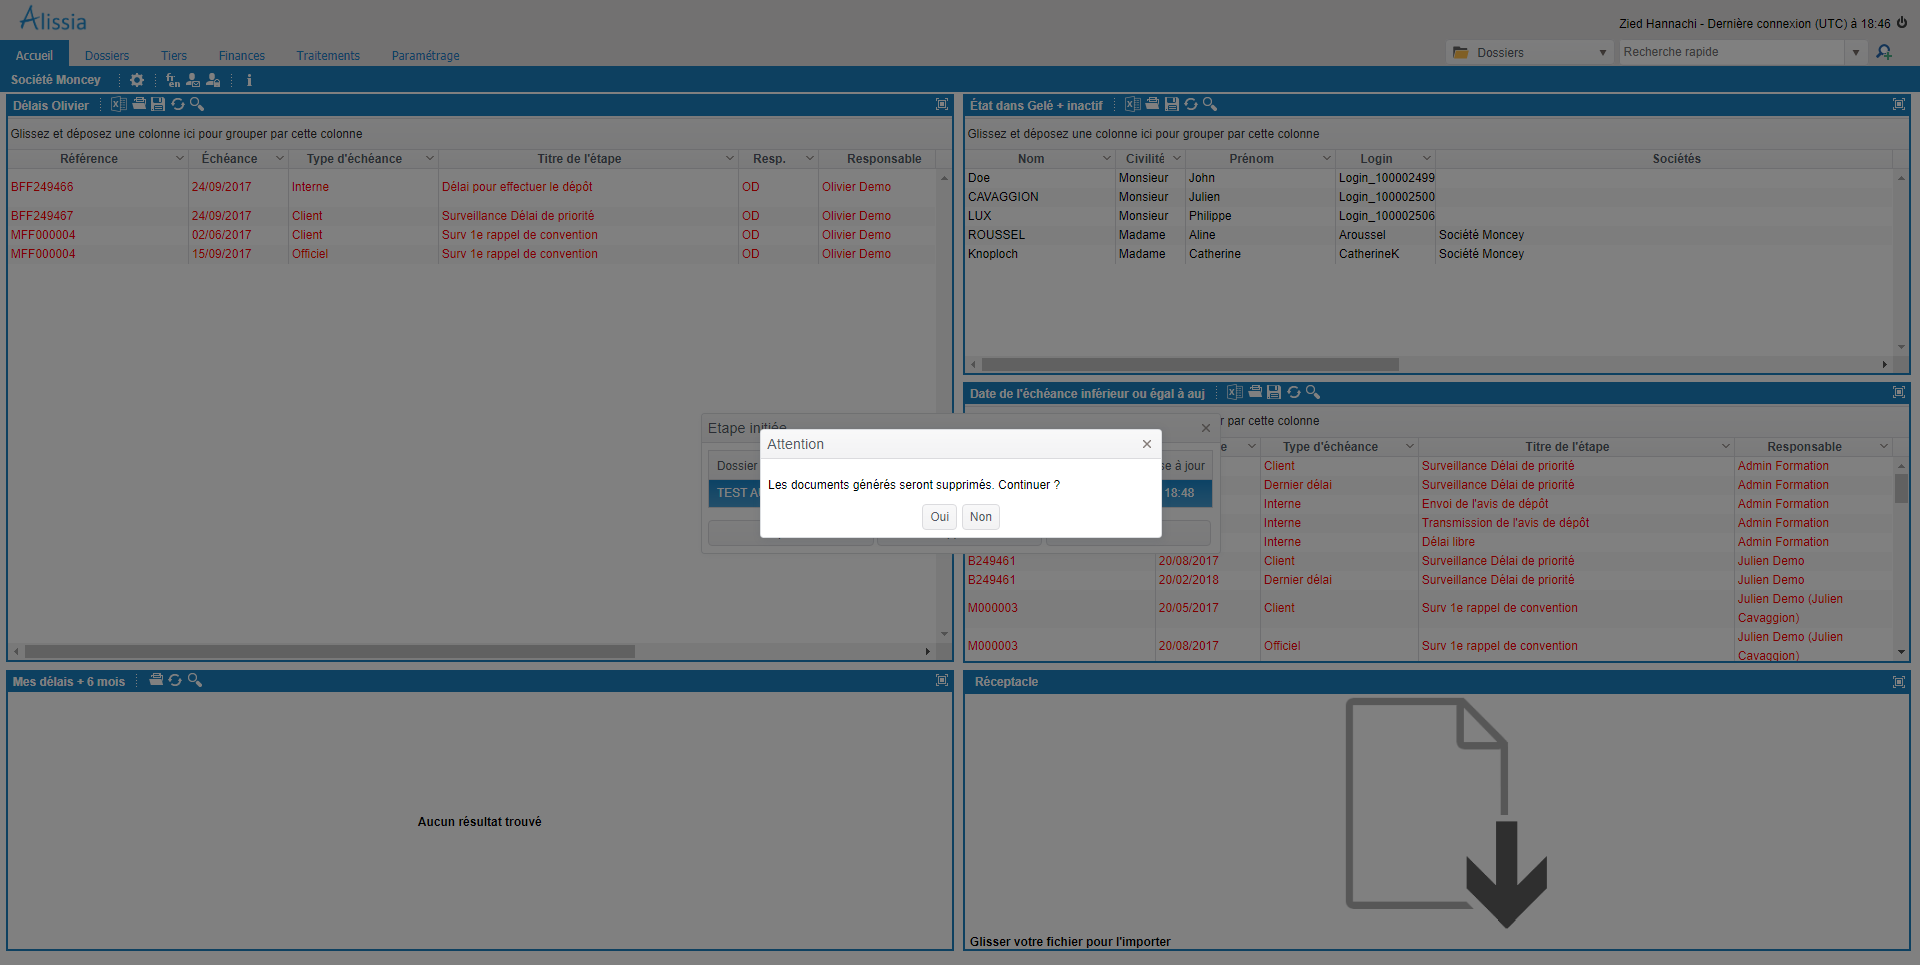 Alissia
Zied Hannachi - Dernière connexion (UTC) à 18:46
Accueil Dossiers Tiers Finances Traitements Paramétrage
Dossiers Recherche rapide
Société Moncey fr en i
Délais Olivier
Glissez et déposez une colonne ici pour grouper par cette colonne
Référence Échéance Type d'échéance Titre de l'étape Resp. Responsable
BFF249466 24/09/2017 Interne Délai pour effectuer le dépôt OD Olivier Demo
BFF249467 24/09/2017 Client Surveillance Délai de priorité OD Olivier Demo
MFF000004 02/06/2017 Client Surv 1e rappel de convention OD Olivier Demo
MFF000004 15/09/2017 Officiel Surv 1e rappel de convention OD Olivier Demo
État dans Gelé + inactif
Glissez et déposez une colonne ici pour grouper par cette colonne
Nom Civilité Prénom Login Sociétés
Doe Monsieur John Login_100002499
CAVAGGION Monsieur Julien Login_100002500
LUX Monsieur Philippe Login_100002506
ROUSSEL Madame Aline Aroussel Société Moncey
Knoploch Madame Catherine CatherineK Société Moncey
Date de l'échéance inférieur ou égal à auj
r par cette colonne
e Type d'échéance Titre de l'étape Responsable
Client Surveillance Délai de priorité Admin Formation
Dernier délai Surveillance Délai de priorité Admin Formation
Interne Envoi de l'avis de dépôt Admin Formation
Interne Transmission de l'avis de dépôt Admin Formation
Interne Délai libre Admin Formation
B249461 20/08/2017 Client Surveillance Délai de priorité Julien Demo
B249461 20/02/2018 Dernier délai Surveillance Délai de priorité Julien Demo
M000003 20/05/2017 Client Surv 1e rappel de convention Julien Demo (Julien
Cavaggion)
M000003 20/08/2017 Officiel Surv 1e rappel de convention Julien Demo (Julien
Cavaggion)
Etape initiée
Dossier se à jour
TEST 18:48
Attention
Les documents générés seront supprimés. Continuer ?
Oui Non
Mes délais + 6 mois
Aucun résultat trouvé
Réceptacle
Glisser votre fichier pour l'importer